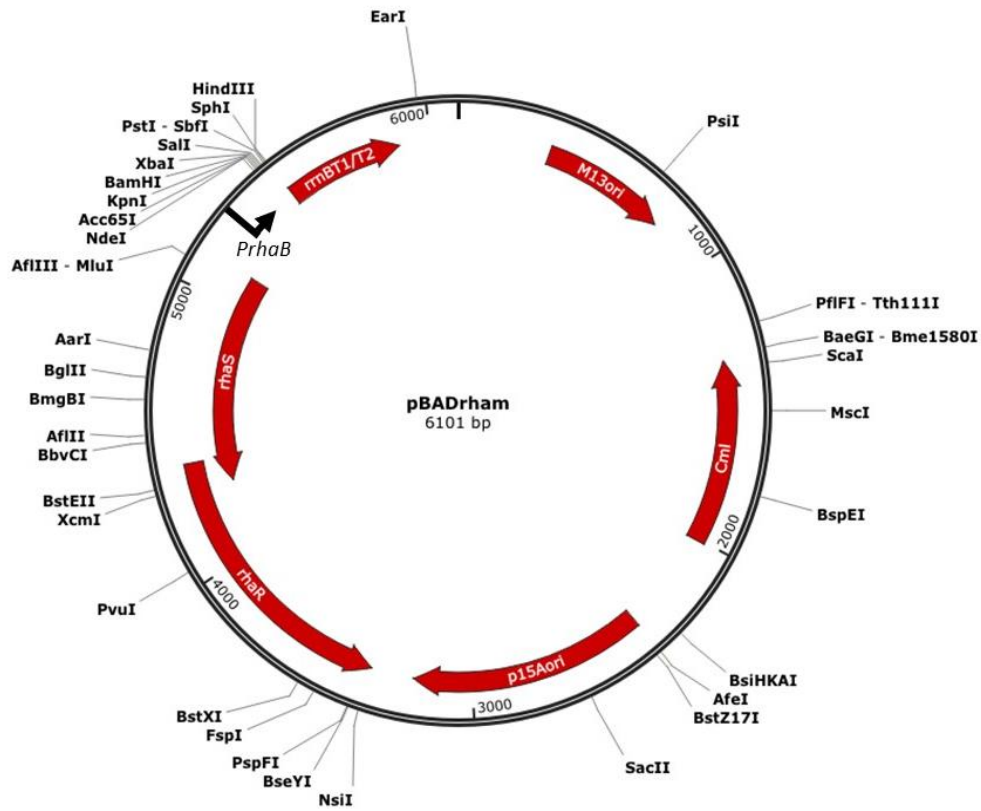 EarI
6000
PsiI
M13ori
1000
PflFI - Tth111I
BaeGI - Bme1580I
ScaI
MscI
CmI
BspEI
2000
BsiHKAI
AfeI
BstZ17I
SacII
p15Aori
3000
NsiI
BseYI
PspFI
FspI
BstXI
rhaR
4000
PvuI
XcmI
BstEII
BbvCI
AflII
BmgBI
BglII
AarI
rhaS
5000
AflIII - MluI
PrhaB
NdeI
Acc65I
KpnI
BamHI
XbaI
SalI
PstI - SbfI
SphI
HindIII
rrnBT1/T2
pBADrham
6101 bp